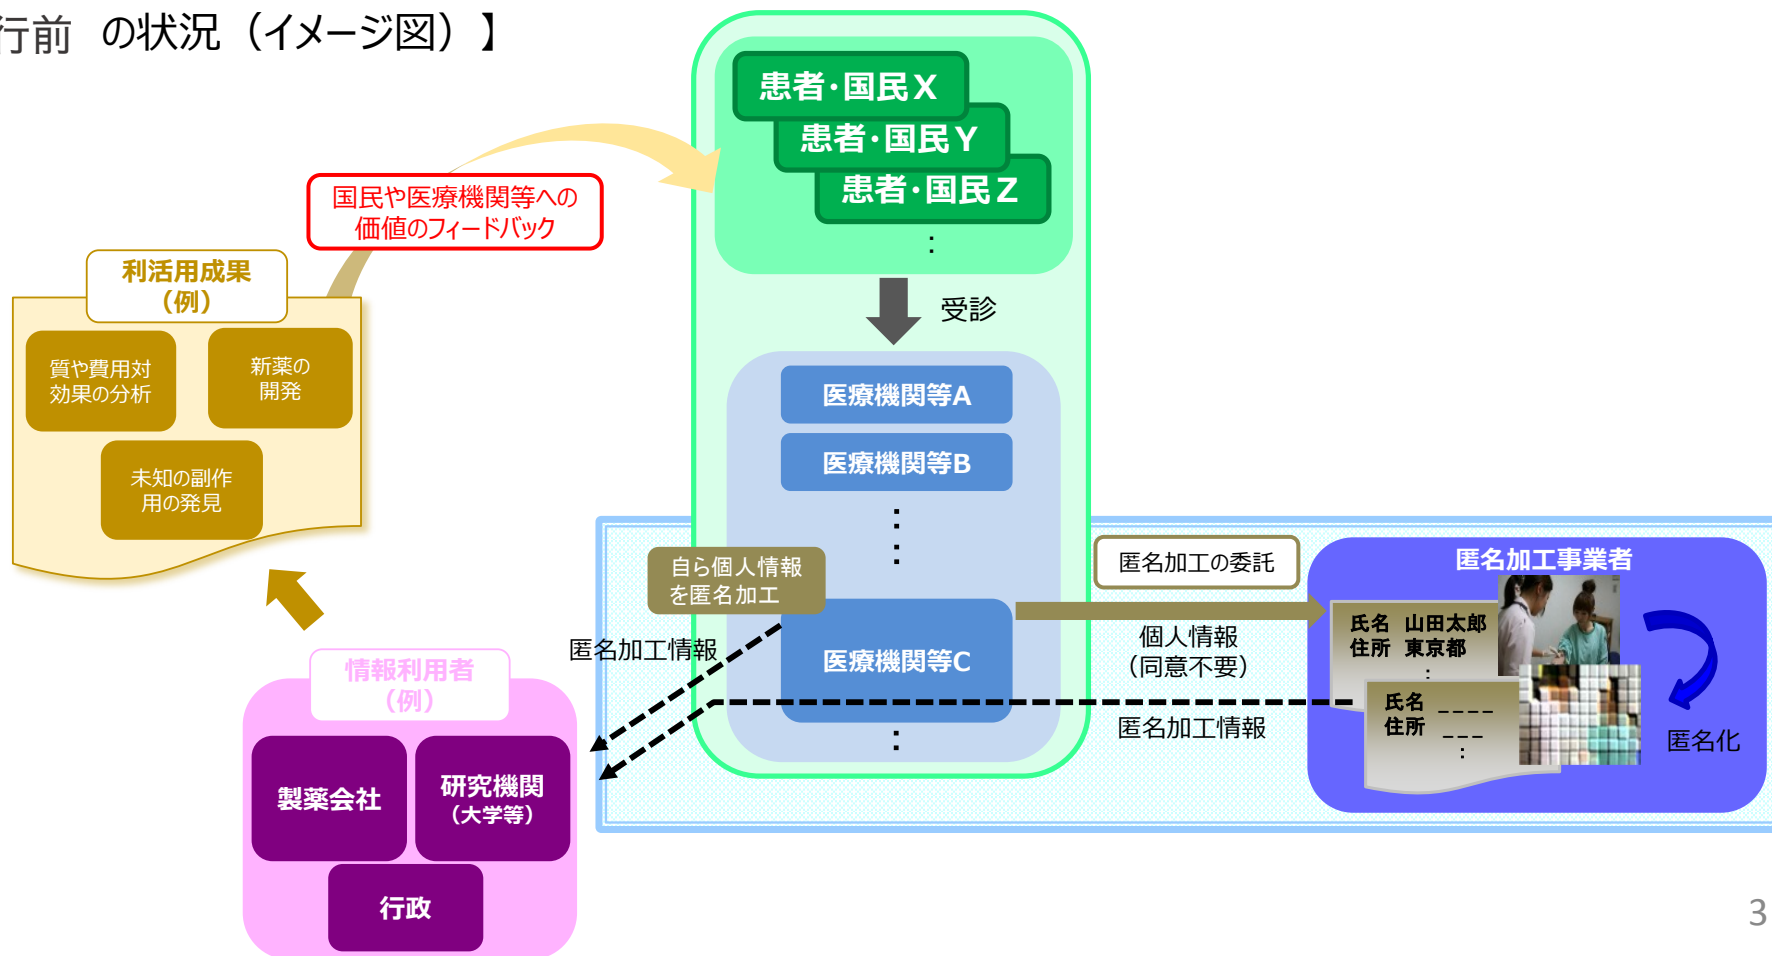 行前 の状況（イメージ図）】
患者・国民X
患者・国民Y
患者・国民Z
：
国民や医療機関等への
価値のフィードバック
利活用成果
（例）
質や費用対
効果の分析
新薬の
開発
未知の副作
用の発見
受診
医療機関等A
医療機関等B
：
：
自ら個人情報
を匿名加工
医療機関等C
：
匿名加工情報
匿名加工の委託
個人情報
（同意不要）
匿名加工情報
匿名加工事業者
氏名 山田太郎
住所 東京都
：
氏名 ____
住所 ___
：
匿名化
情報利用者
（例）
製薬会社
研究機関
（大学等）
行政
3